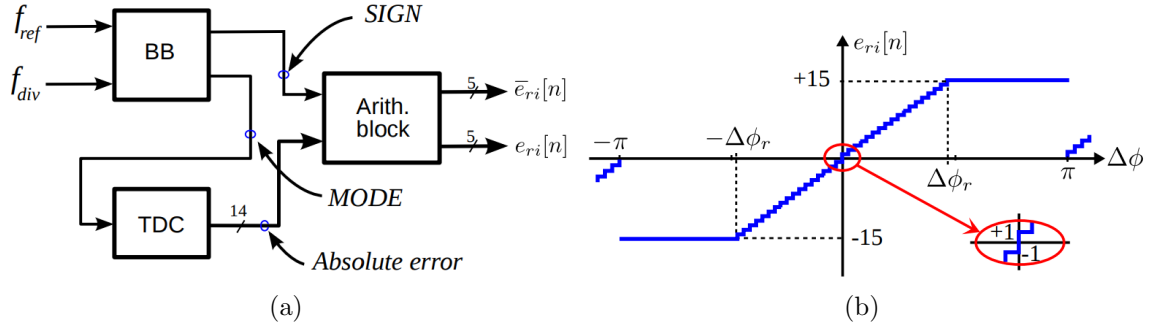 SIGN
f_ref
BB
f_div
Arith.
block
5
ē_ri[n]
5
e_ri[n]
MODE
TDC
14
Absolute error
(a)
e_ri[n]
+15
−π
−Δϕ_r
Δϕ
Δϕ_r
π
-15
+1
-1
(b)